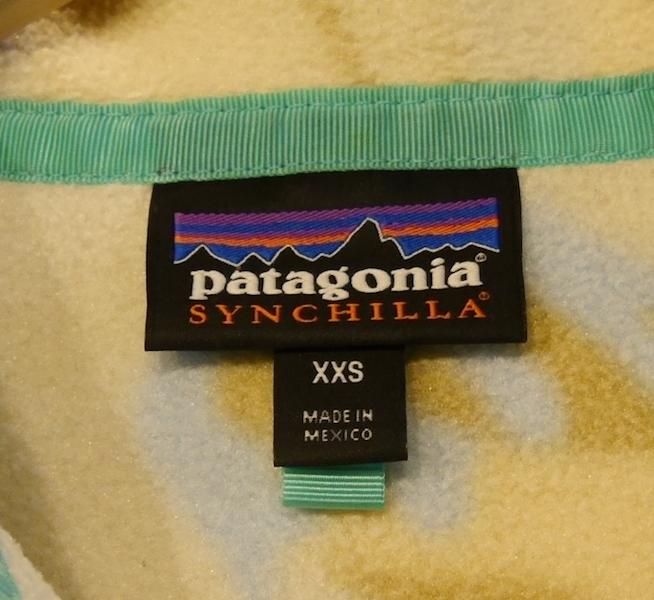 patagonia®
SYNCHILLA®
XXS
MADE IN
MEXICO